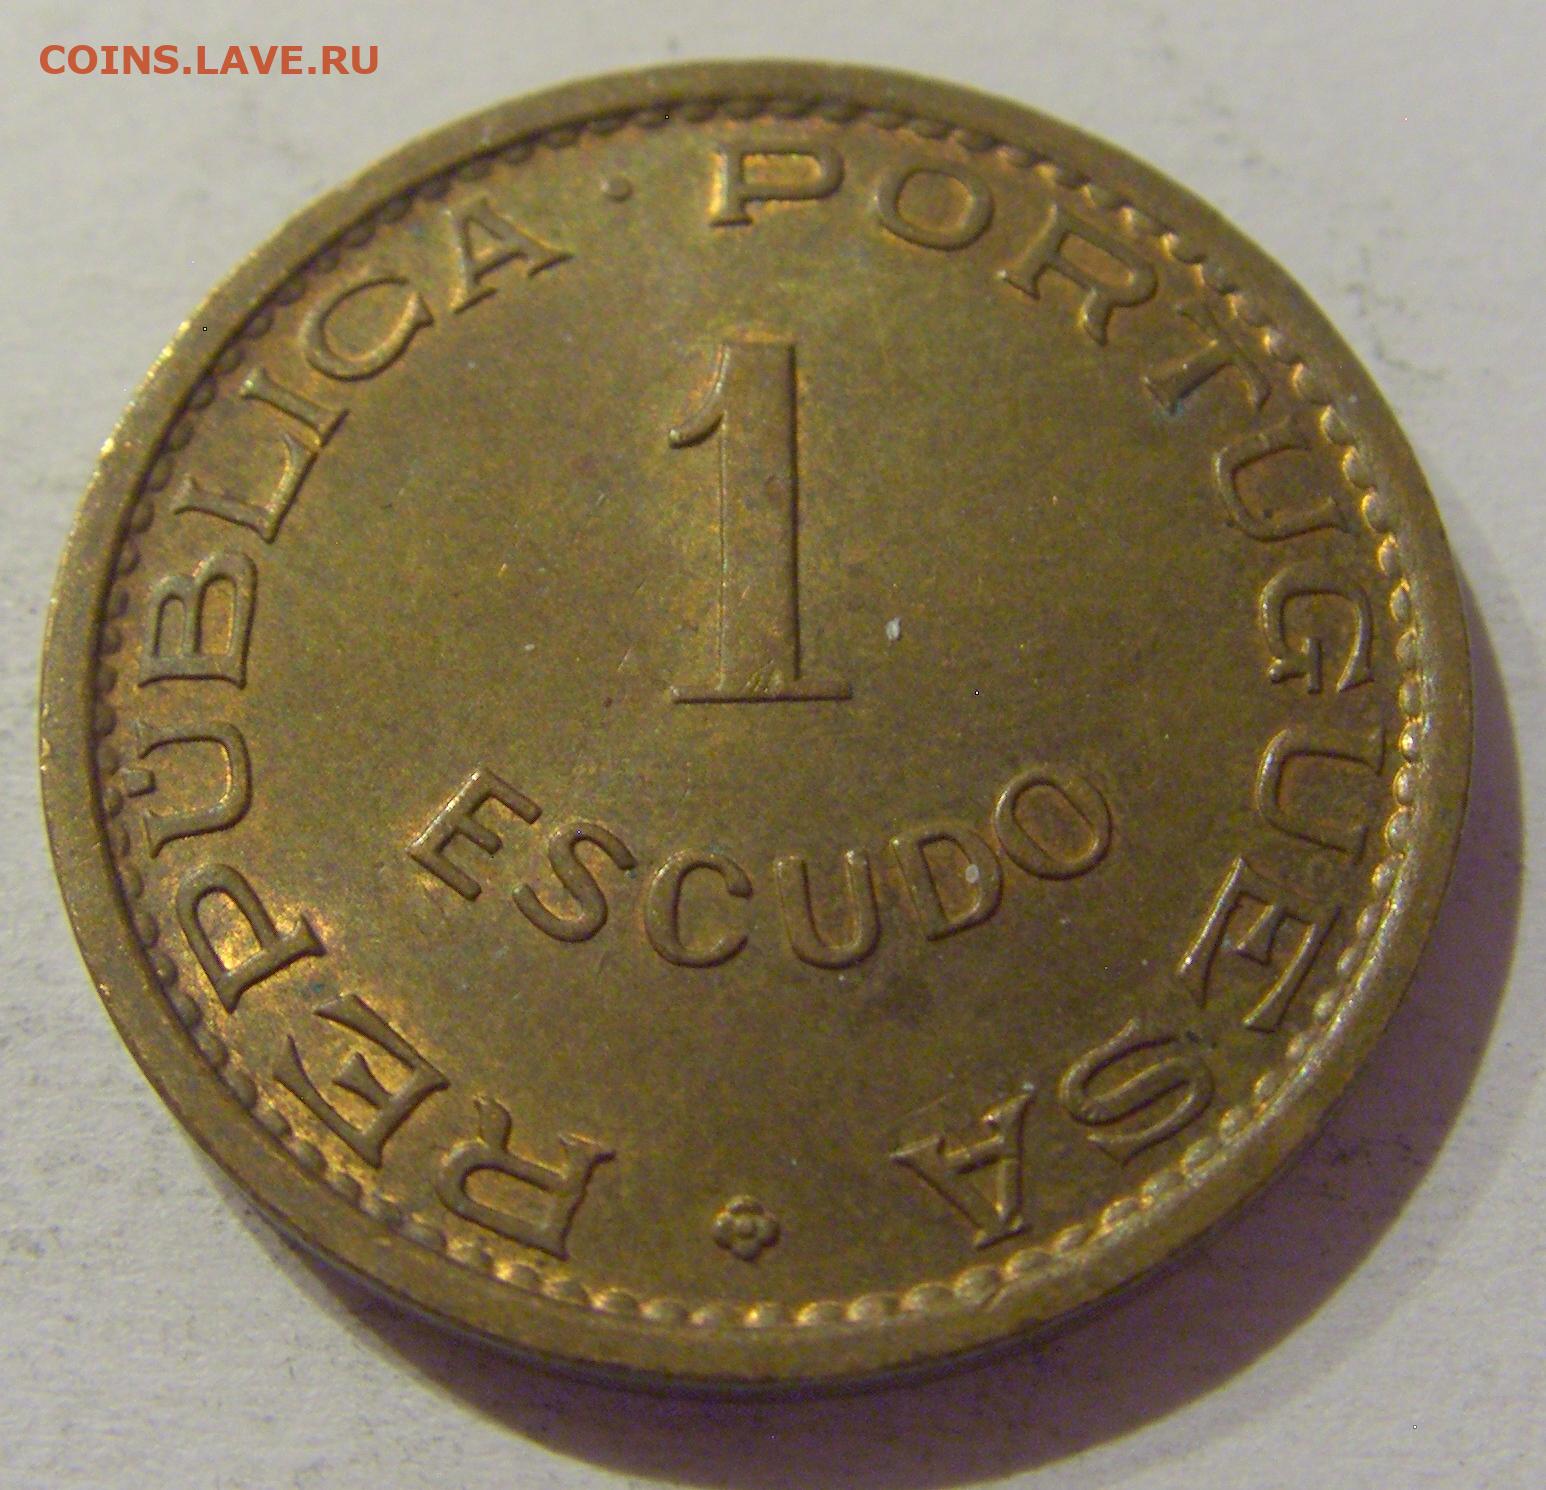 COINS.LAVE.RU
REPÚBLICA · PORTUGUESA
1
ESCUDO